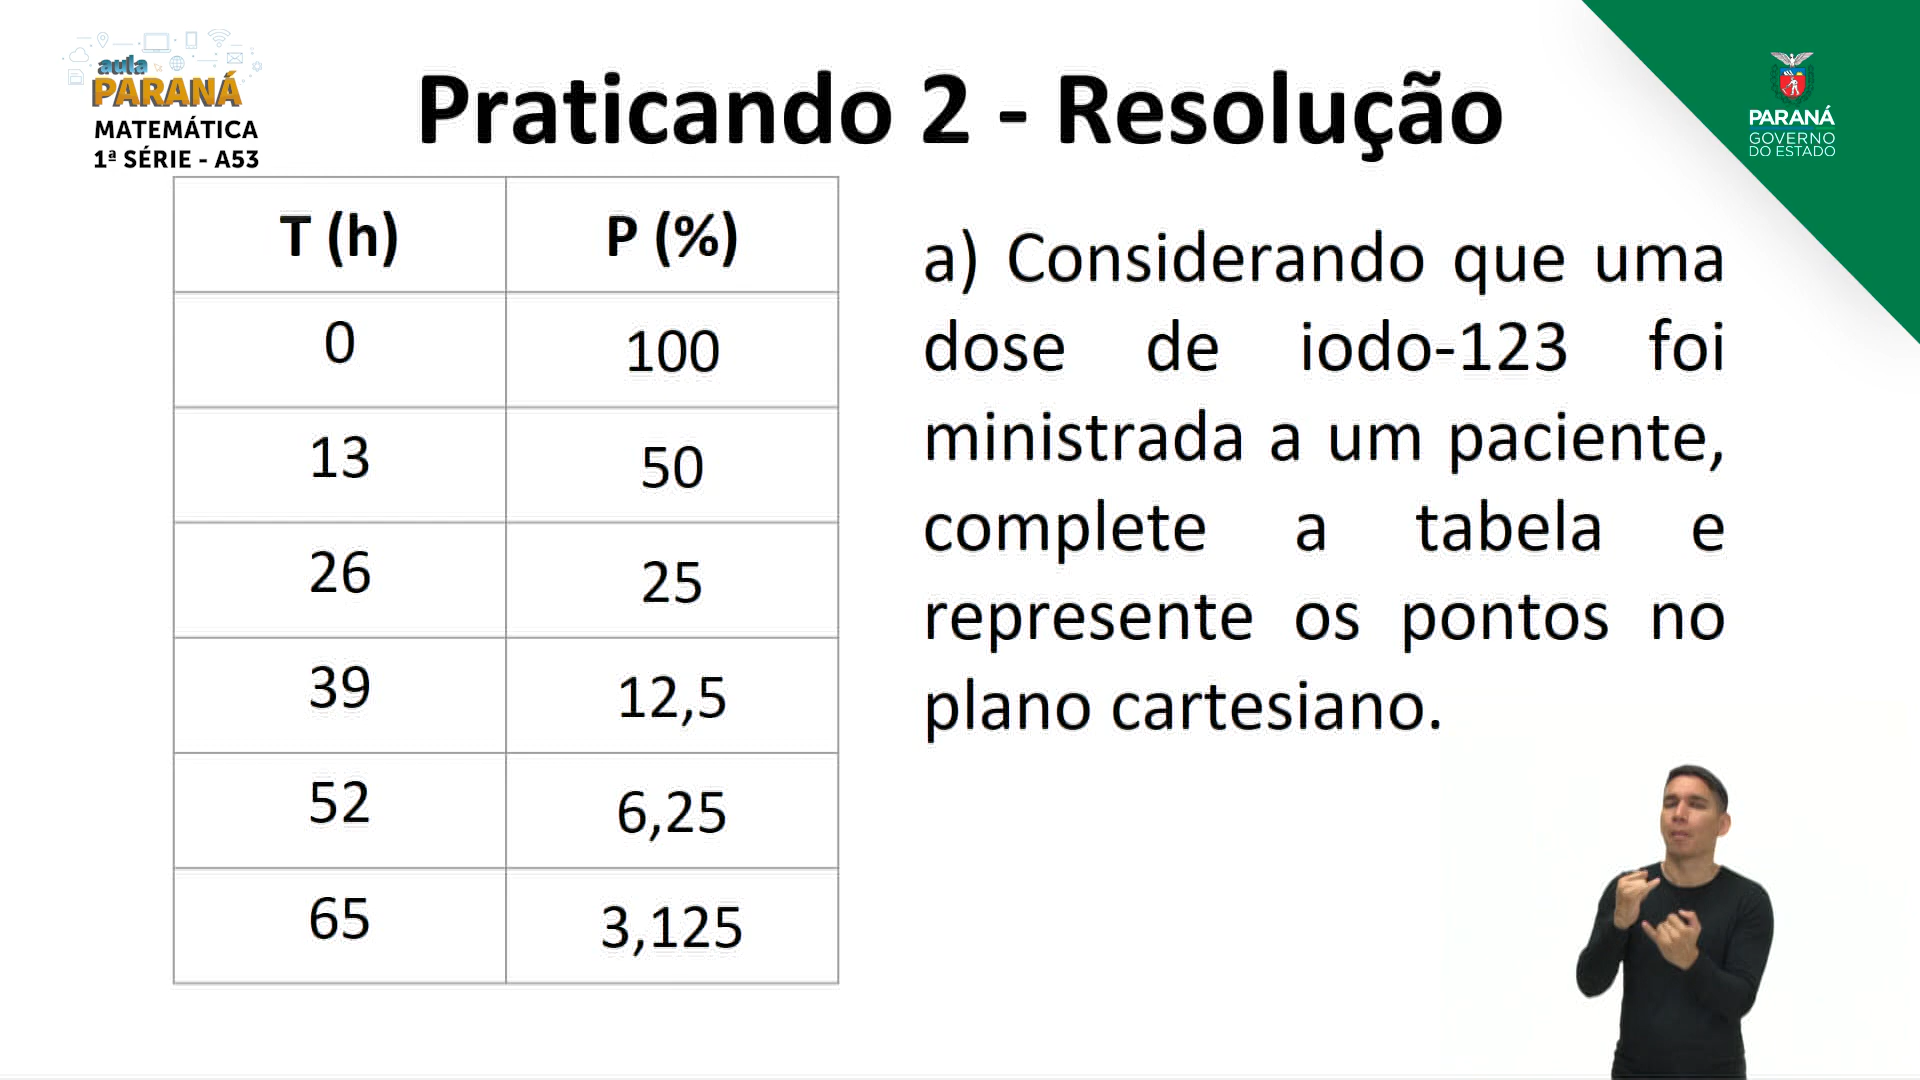 aula
PARANÁ
MATEMÁTICA
1ª SÉRIE - A53
Praticando 2 - Resolução
PARANÁ
GOVERNO
DO ESTADO
T (h) P (%)
0 100
13 50
26 25
39 12,5
52 6,25
65 3,125
a) Considerando que uma
dose de iodo-123 foi
ministrada a um paciente,
complete a tabela e
represente os pontos no
plano cartesiano.